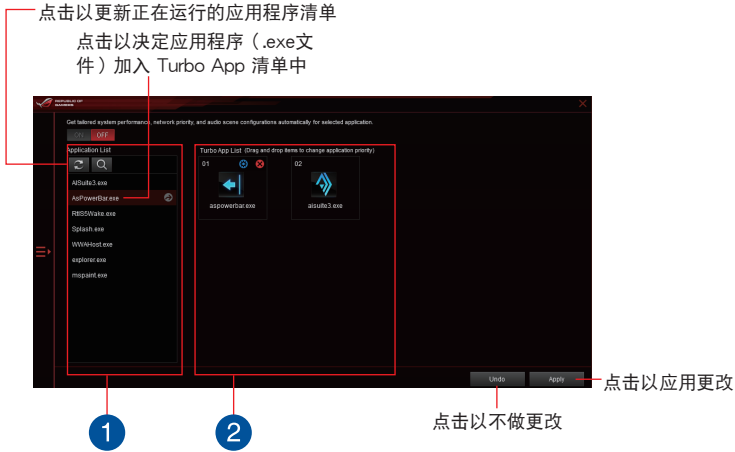 点击以更新正在运行的应用程序清单
点击以决定应用程序（.exe文
件）加入 Turbo App 清单中
REPUBLIC OF
GAMERS
Get tailored system performance, network priority, and audio scene configurations automatically for selected application.
ON OFF
Application List
Turbo App List (Drag and drop items to change application priority)
01 02
AISuite3.exe
AsPowerBar.exe
aspowerbar.exe aisuite3.exe
RtlS5Wake.exe
Splash.exe
WWAHost.exe
explorer.exe
mspaint.exe
Undo Apply
点击以应用更改
点击以不做更改
1 2